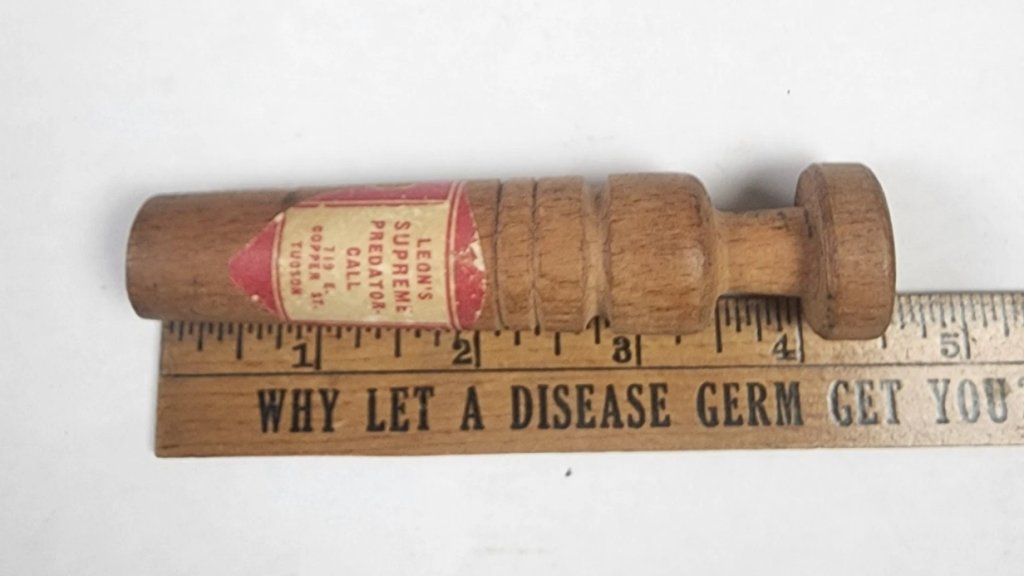 LEON'S
SUPREME
PREDATOR
CALL
719 E.
COPPER ST.
TUCSON
1 2 3 4 5
WHY LET A DISEASE GERM GET YOU?